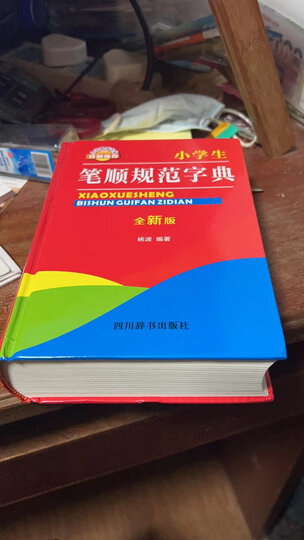 小学生
笔顺规范字典
XIAOXUESHENG
BISHUN GUIFAN ZIDIAN
全新版
杨波 编著
四川辞书出版社